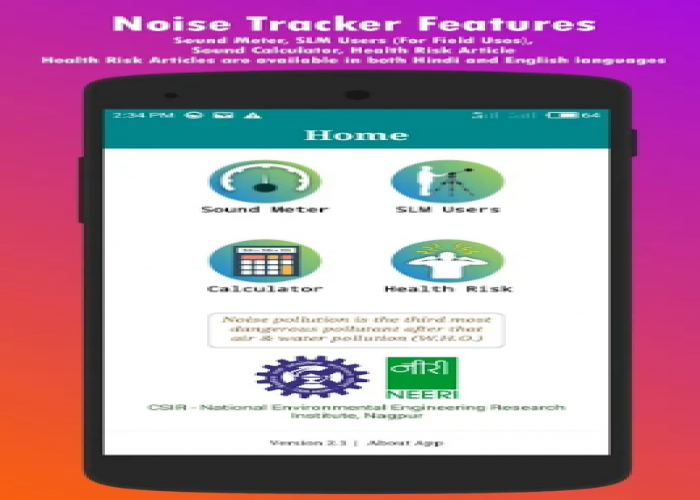 Noise Tracker Features
Sound Meter, SLM Users (For Field Uses),
Sound Calculator, Health Risk Article
Health Risk Articles are available in both Hindi and English languages
2:34 PM
64
Home
Sound Meter
SLM Users
Calculator
Health Risk
Noise pollution is the third most
dangerous pollutant after that
air & water pollution (W.H.O.)
नीरी
NEERI
CSIR - National Environmental Engineering Research
Institute, Nagpur
Version 2.1 | About App